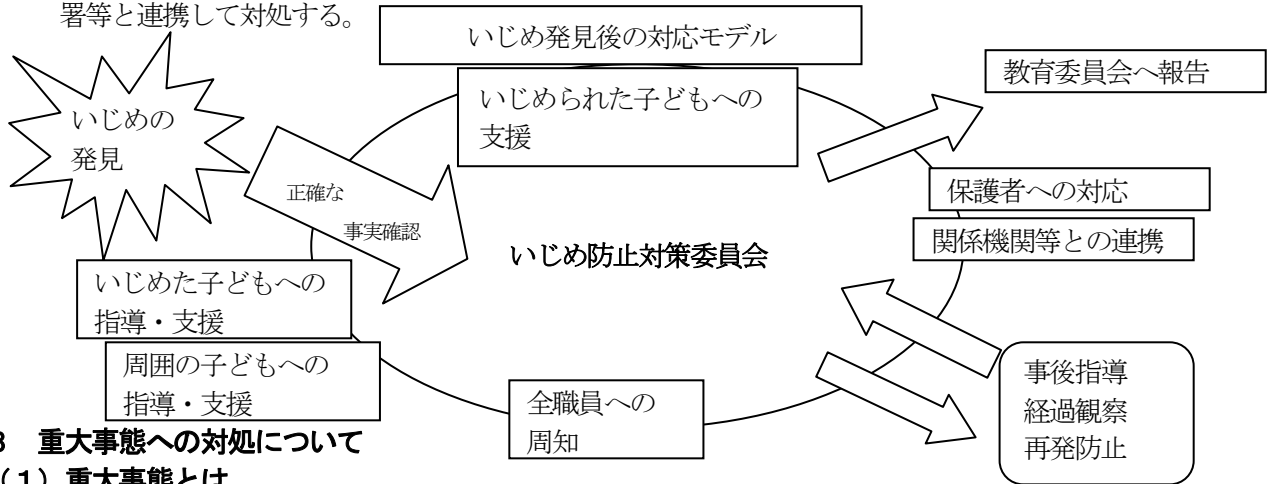 署等と連携して対処する。
いじめ発見後の対応モデル
教育委員会へ報告
いじめられた子どもへの
支援
いじめの
発見
正確な
事実確認
保護者への対応
関係機関等との連携
いじめ防止対策委員会
いじめた子どもへの
指導・支援
周囲の子どもへの
指導・支援
全職員への
周知
事後指導
経過観察
再発防止
重大事態への対処について
（１）重大事態とは